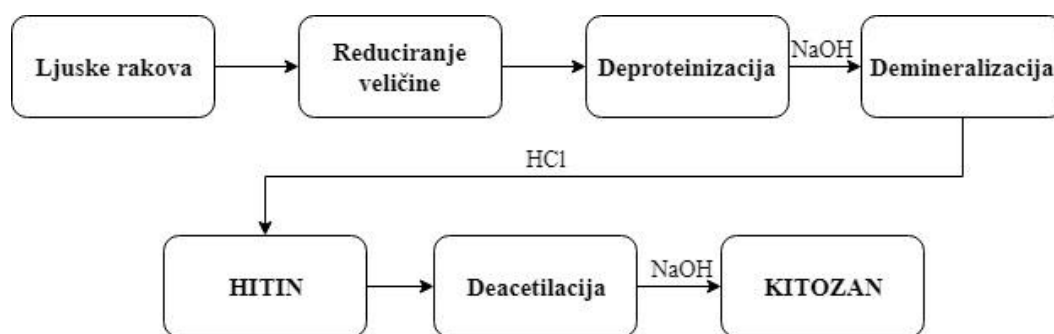 Ljuske rakova
Reduciranje
veličine
Deproteinizacija
NaOH
Demineralizacija
HCl
HITIN
Deacetilacija
NaOH
KITOZAN